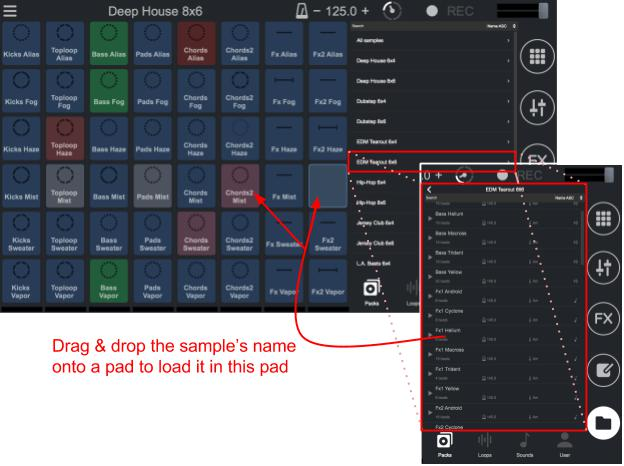 Deep House 8x6
− 125.0 +
REC
Kicks Alias
Toploop Alias
Bass Alias
Pads Alias
Chords Alias
Chords2 Alias
Fx Alias
Fx2 Alias
Kicks Fog
Toploop Fog
Bass Fog
Pads Fog
Chords Fog
Chords2 Fog
Fx Fog
Fx2 Fog
Kicks Haze
Toploop Haze
Bass Haze
Pads Haze
Chords Haze
Chords2 Haze
Fx Haze
Fx2 Haze
Kicks Mist
Toploop Mist
Bass Mist
Pads Mist
Chords Mist
Chords2 Mist
Fx Mist
Kicks Sweater
Toploop Sweater
Bass Sweater
Pads Sweater
Chords Sweater
Chords2 Sweater
Fx Sweater
Fx2 Sweater
Kicks Vapor
Toploop Vapor
Bass Vapor
Pads Vapor
Chords Vapor
Chords2 Vapor
Fx Vapor
Fx2 Vapor
Search
Name ASC
All samples
Deep House 6x4
Deep House 8x6
Dubstep 6x4
Dubstep 8x6
EDM Tearout 6x4
EDM Tearout 8x6
Hip-Hop 6x4
Hip-Hop 8x6
Jersey Club 6x4
Jersey Club 8x6
L.A. Beats 6x4
Packs
Loops
FX
.0 +
REC
EDM Tearout 8x6
Search
Name ASC
Bass Helium
Bass Macross
Bass Trident
Bass Yellow
Fx1 Android
Fx1 Cyclone
Fx1 Helium
Fx1 Macross
Fx1 Trident
Fx1 Yellow
Fx2 Android
Fx2 Cyclone
FX
Packs
Loops
Sounds
User
Drag & drop the sample's name
onto a pad to load it in this pad